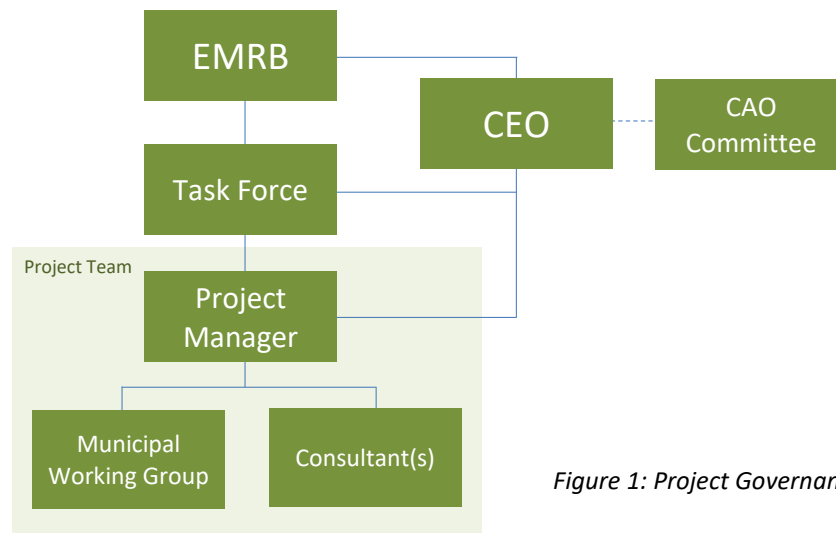 EMRB
CEO
CAO
Committee
Task Force
Project Team
Project
Manager
Municipal
Working Group
Consultant(s)
Figure 1: Project Governan